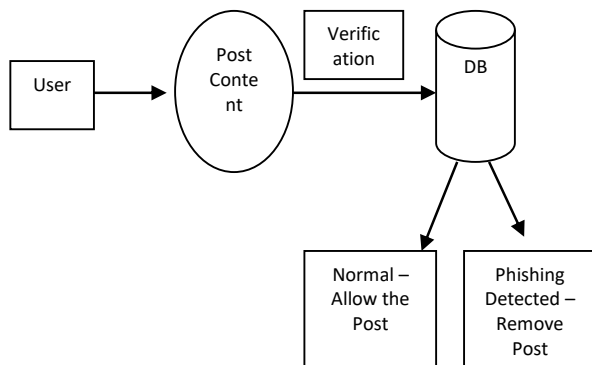 User
Post
Conte
nt
Verific
ation
DB
Normal –
Allow the
Post
Phishing
Detected –
Remove
Post